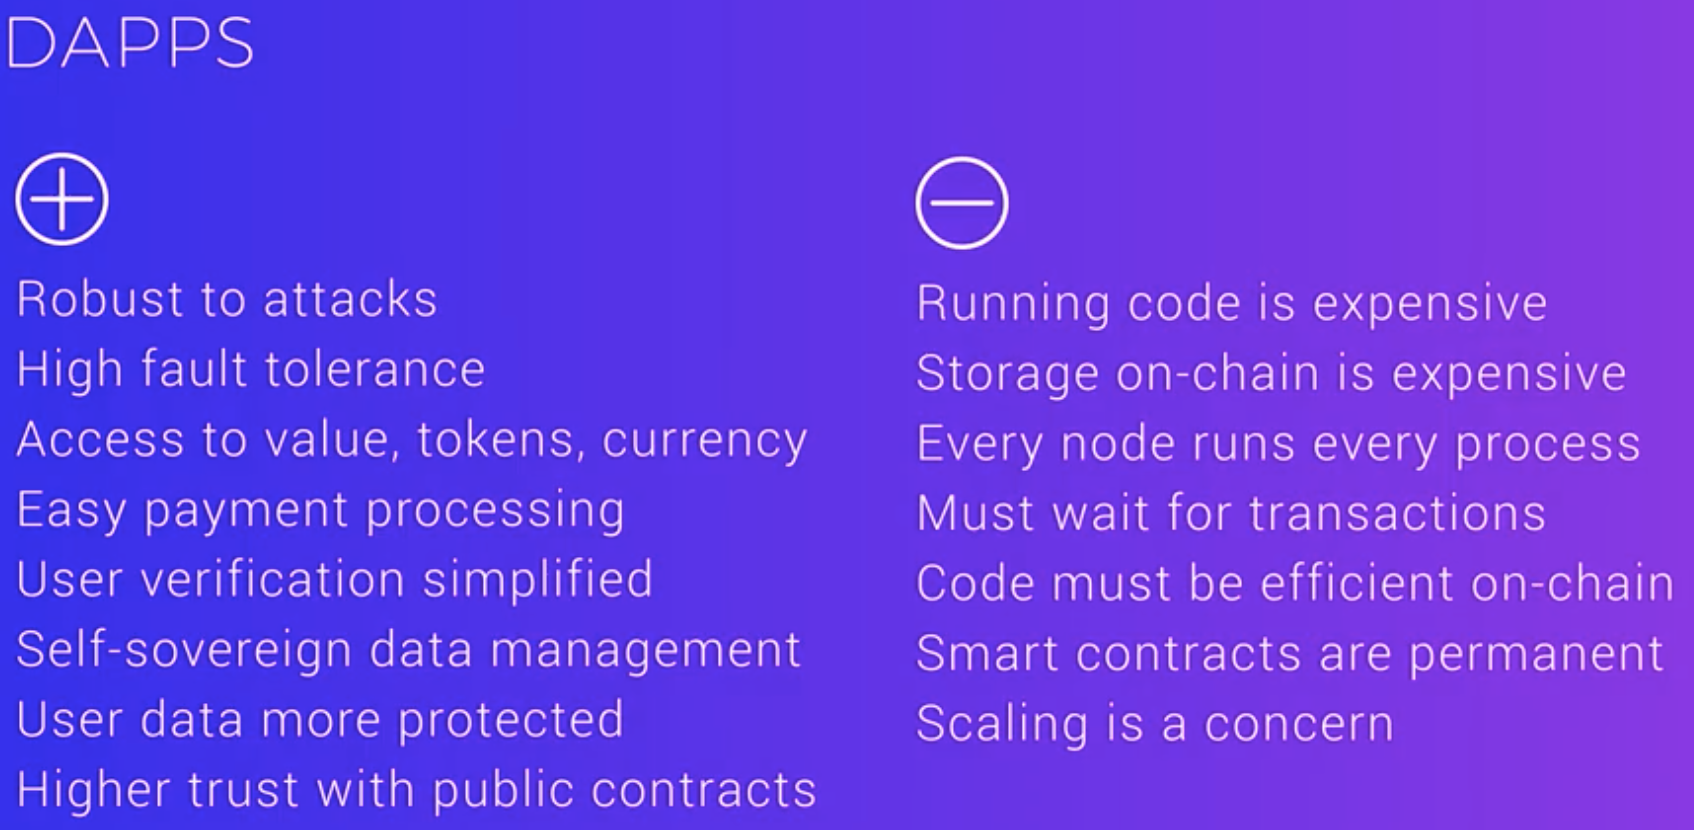 DAPPS
Robust to attacks
High fault tolerance
Access to value, tokens, currency
Easy payment processing
User verification simplified
Self-sovereign data management
User data more protected
Higher trust with public contracts
Running code is expensive
Storage on-chain is expensive
Every node runs every process
Must wait for transactions
Code must be efficient on-chain
Smart contracts are permanent
Scaling is a concern